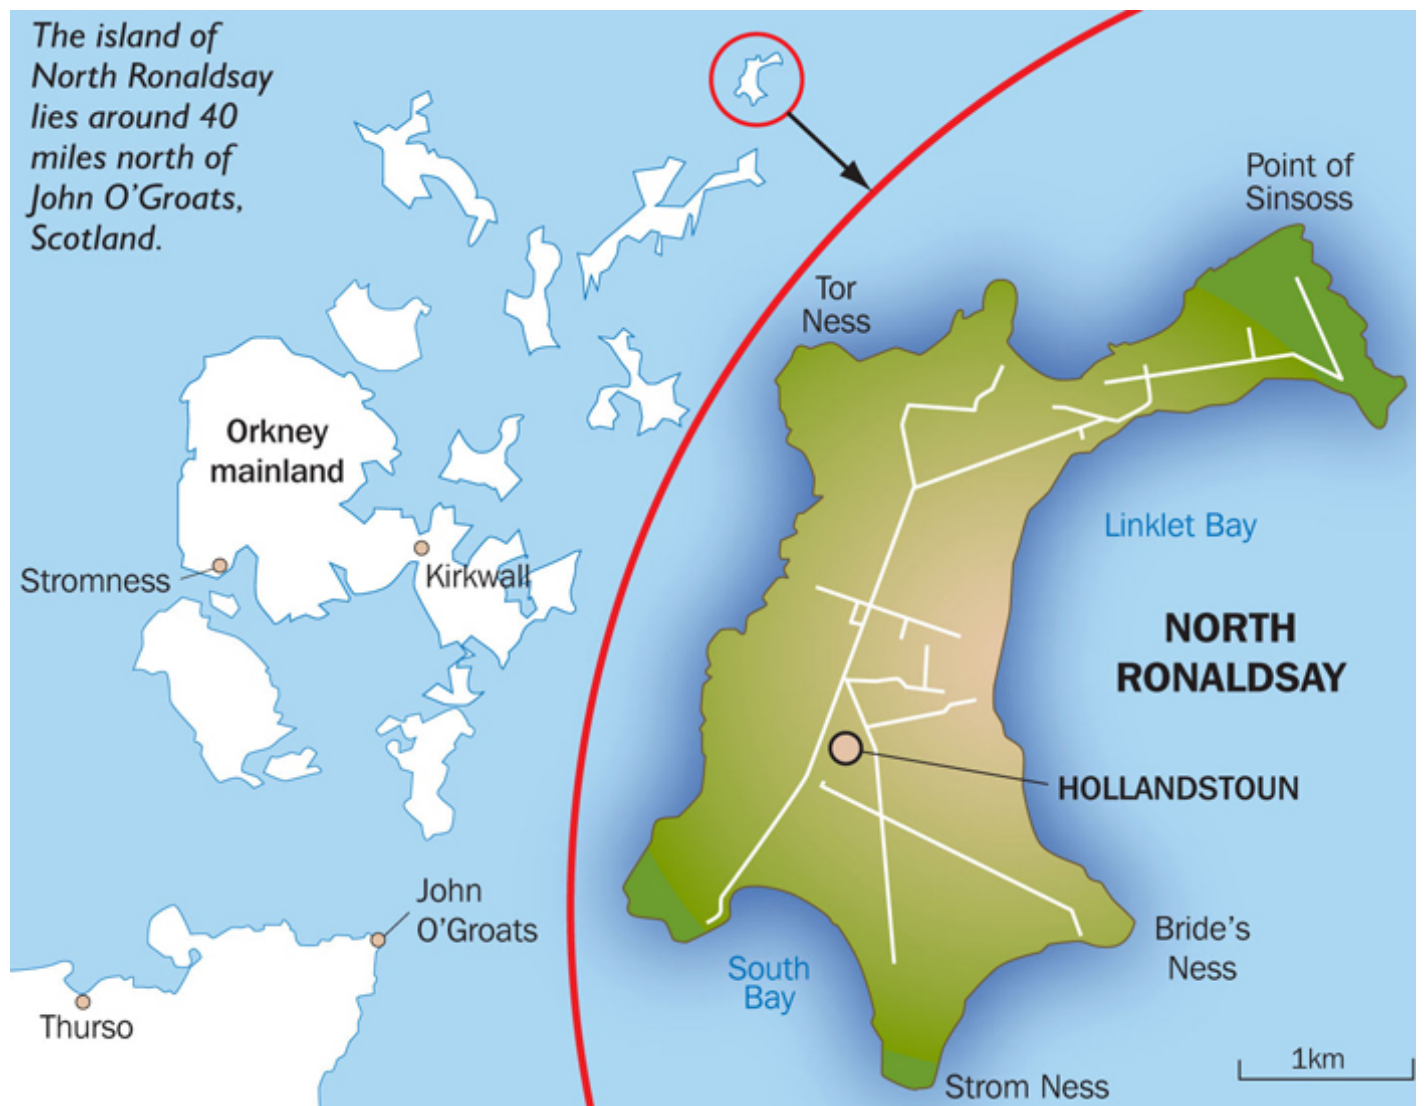 The island of
North Ronaldsay
lies around 40
miles north of
John O'Groats,
Scotland.
Point of
Sinsoss
Tor
Ness
Orkney
mainland
Linklet Bay
Stromness
Kirkwall
NORTH
RONALDSAY
HOLLANDSTOUN
John
O'Groats
Bride's
Ness
South
Bay
Thurso
1km
Strom Ness